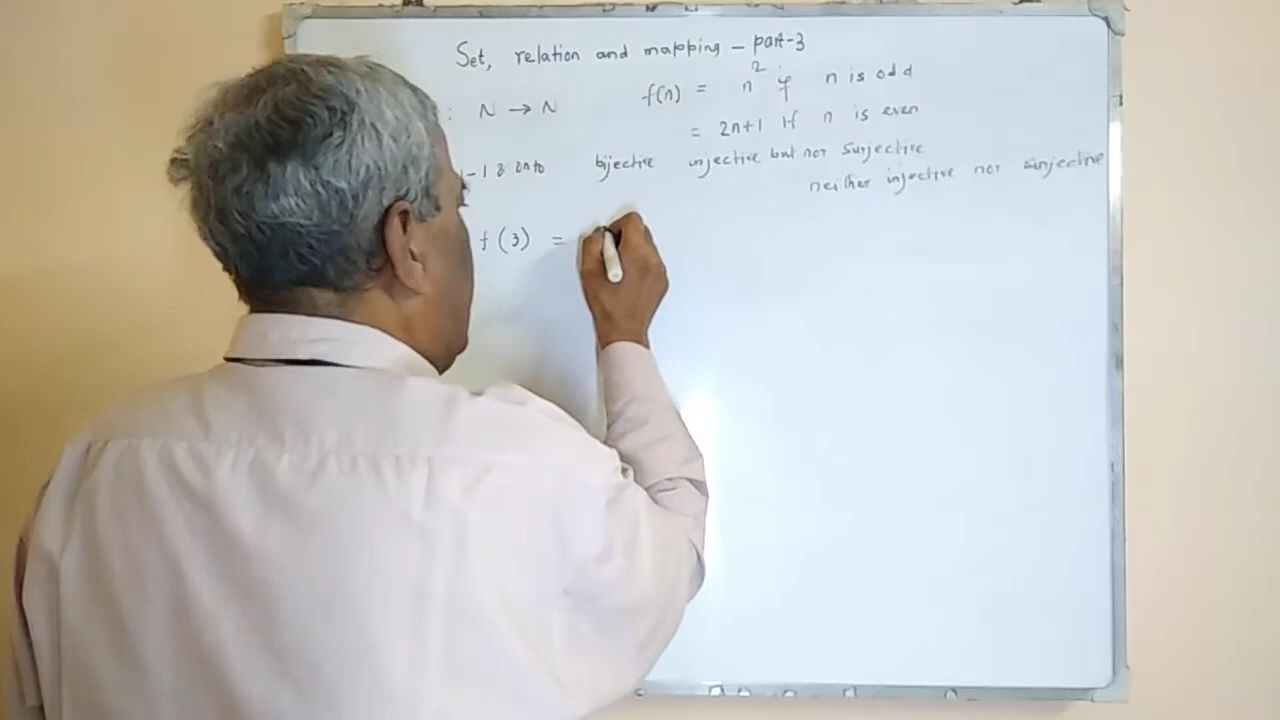 Set, relation and mapping – part-3
: N → N f(n) = n² if n is odd
= 2n+1 if n is even
1-1 & onto bijective injective but not surjective
neither injective nor surjective
f(3) =